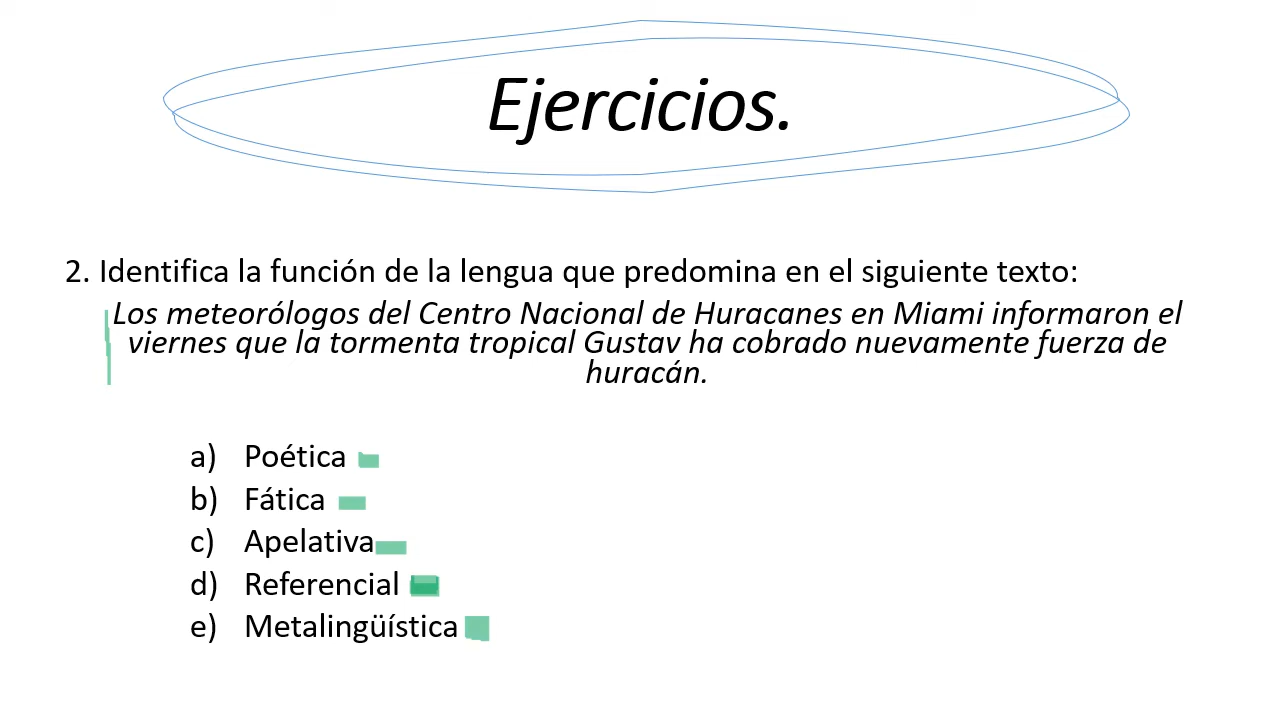 Ejercicios.
2. Identifica la función de la lengua que predomina en el siguiente texto:
Los meteorólogos del Centro Nacional de Huracanes en Miami informaron el
viernes que la tormenta tropical Gustav ha cobrado nuevamente fuerza de
huracán.
a) Poética
b) Fática
c) Apelativa
d) Referencial
e) Metalingüística